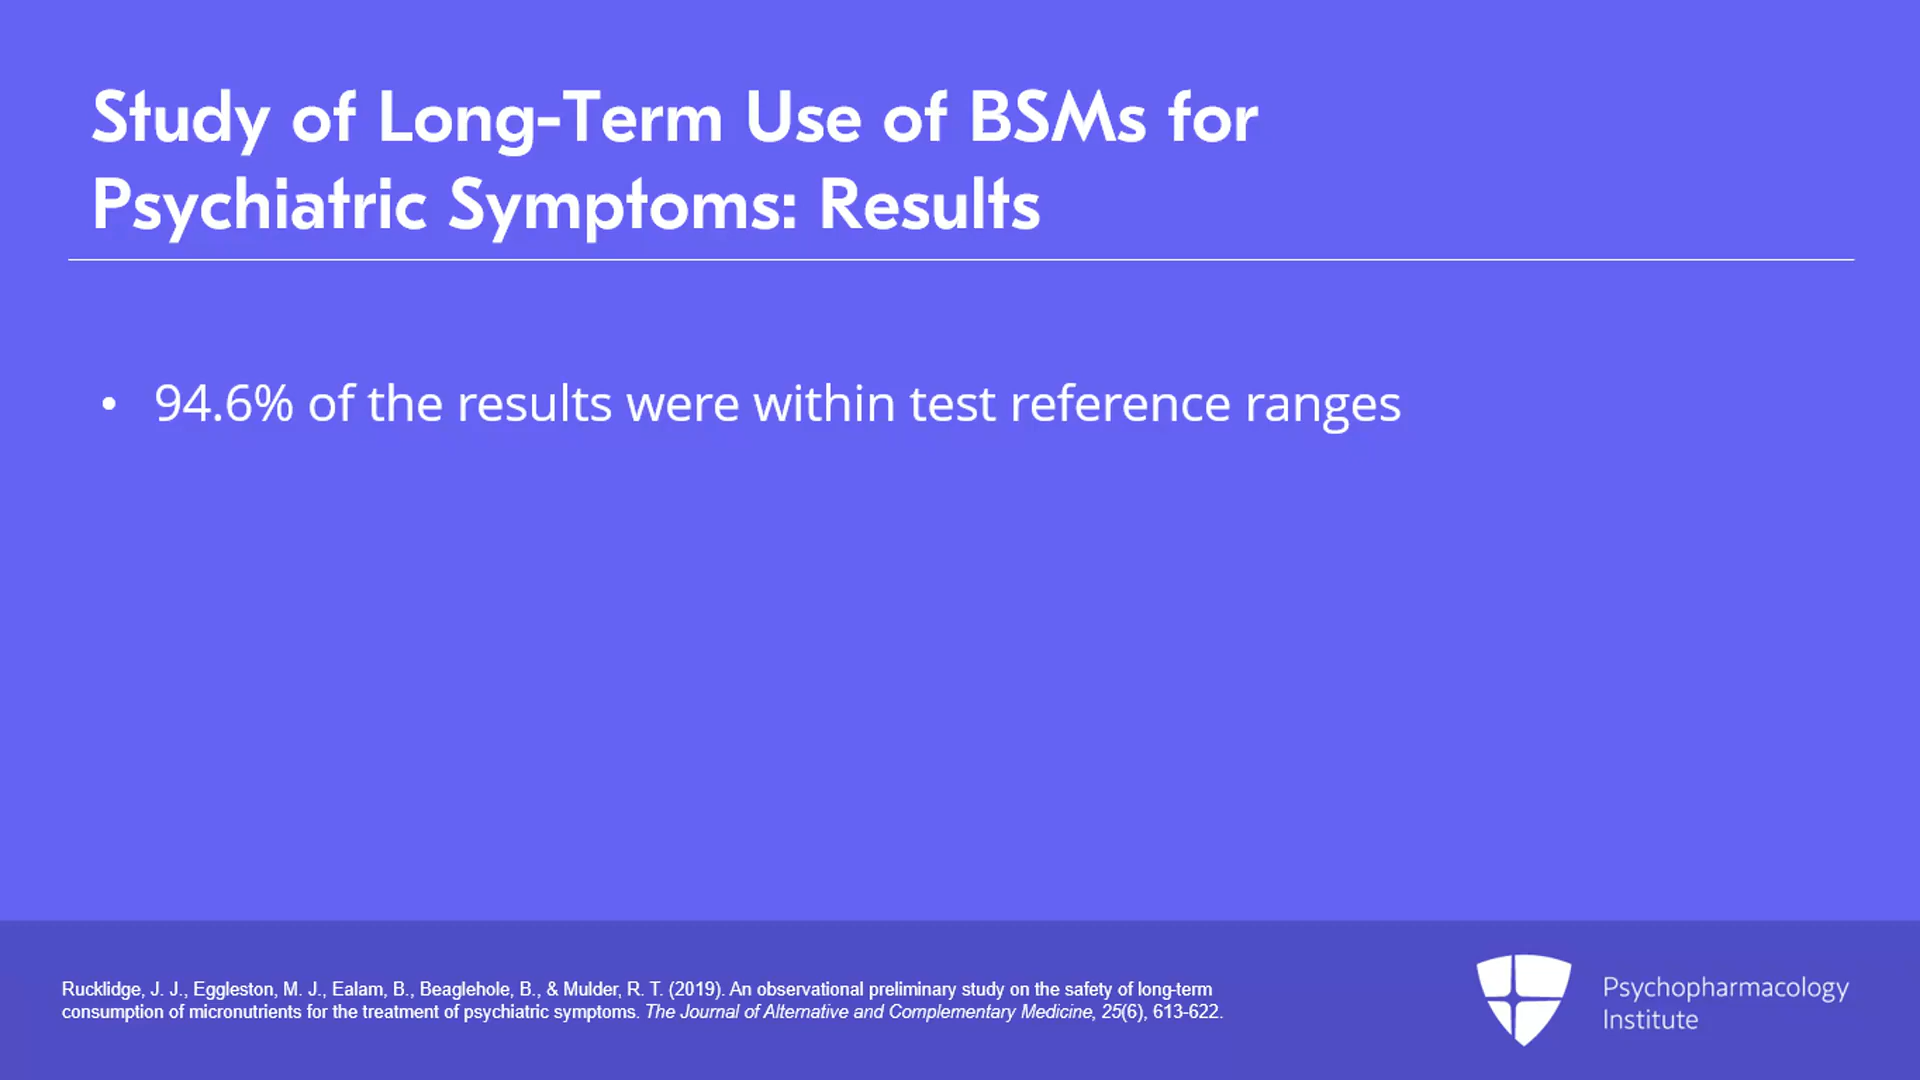 Study of Long-Term Use of BSMs for
Psychiatric Symptoms: Results
• 94.6% of the results were within test reference ranges
Rucklidge, J. J., Eggleston, M. J., Ealam, B., Beaglehole, B., & Mulder, R. T. (2019). An observational preliminary study on the safety of long-term
consumption of micronutrients for the treatment of psychiatric symptoms. The Journal of Alternative and Complementary Medicine, 25(6), 613-622.
Psychopharmacology
Institute